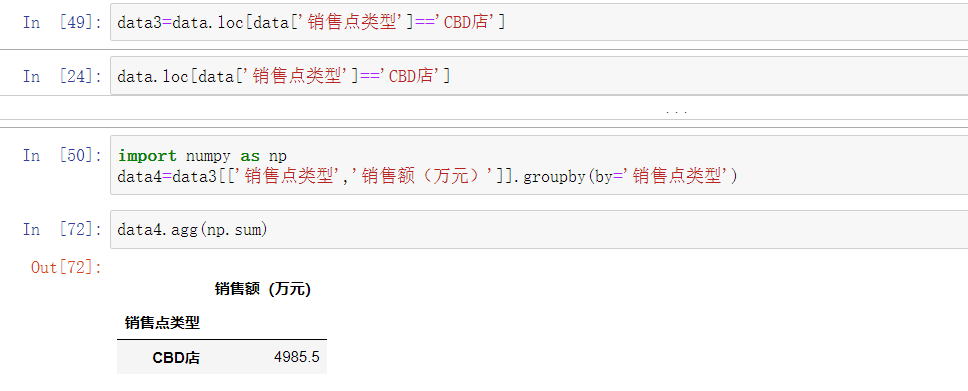 In [49]: data3=data.loc[data['销售点类型']=='CBD店']
In [24]: data.loc[data['销售点类型']=='CBD店']
...
In [50]: import numpy as np
data4=data3[['销售点类型','销售额（万元）']].groupby(by='销售点类型')
In [72]: data4.agg(np.sum)
Out[72]:
销售额（万元）
销售点类型
CBD店 4985.5